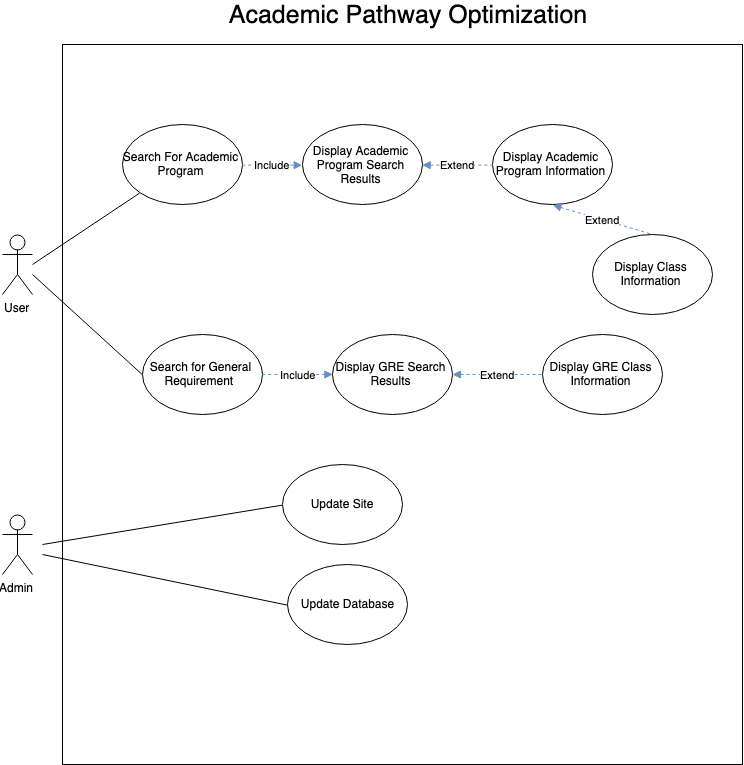 Academic Pathway Optimization
Search For Academic
Program
Include
Display Academic
Program Search
Results
Extend
Display Academic
Program Information
Extend
Display Class
Information
User
Search for General
Requirement
Include
Display GRE Search
Results
Extend
Display GRE Class
Information
Update Site
Admin
Update Database